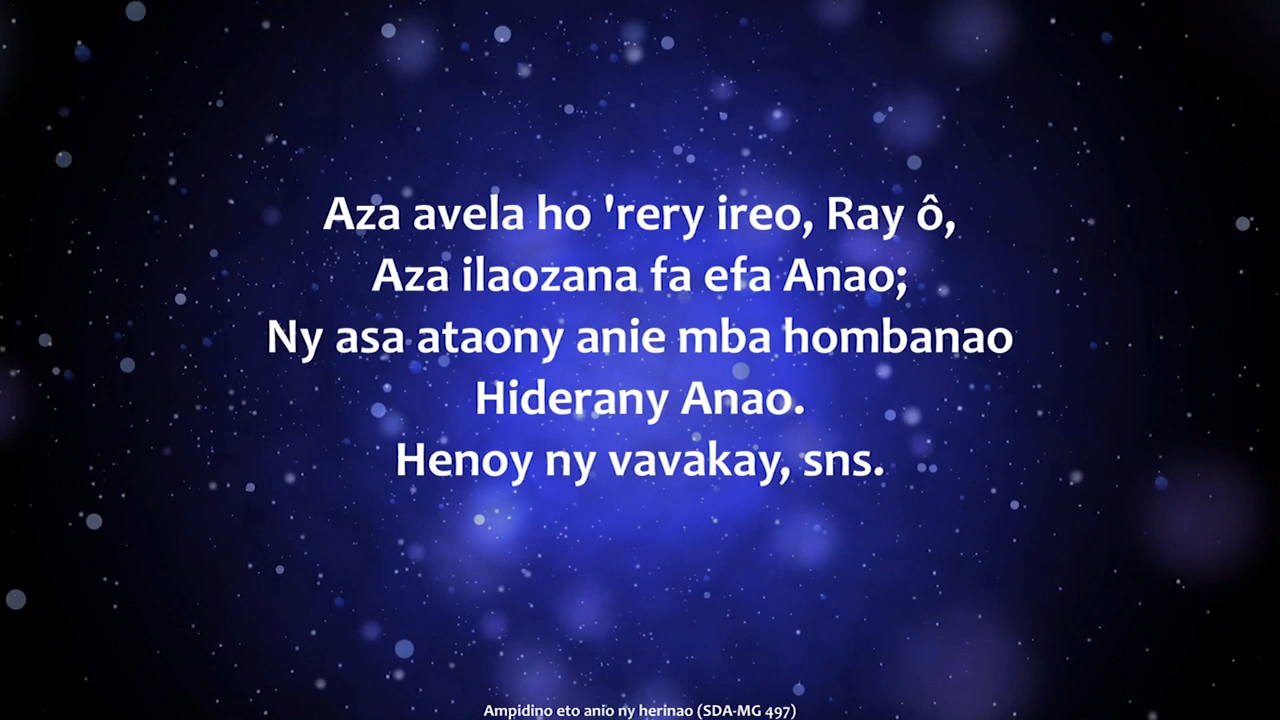 Aza avela ho 'rery ireo, Ray ô,
Aza ilaozana fa efa Anao;
Ny asa ataony anie mba hombanao
Hiderany Anao.
Henoy ny vavakay, sns.
Ampidino eto anio ny herinao (SDA-MG 497)